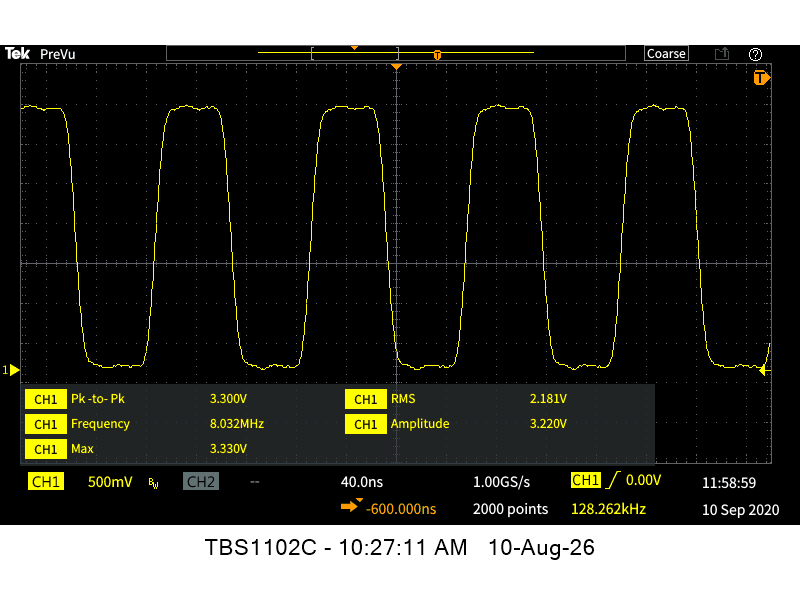 Tek PreVu Coarse ?
T
T
1
CH1 Pk -to- Pk 3.300V CH1 RMS 2.181V
CH1 Frequency 8.032MHz CH1 Amplitude 3.220V
CH1 Max 3.330V
CH1 500mV BW CH2 -- 40.0ns 1.00GS/s CH1 0.00V 11:58:59
-600.000ns 2000 points 128.262kHz 10 Sep 2020
TBS1102C - 10:27:11 AM 10-Aug-26